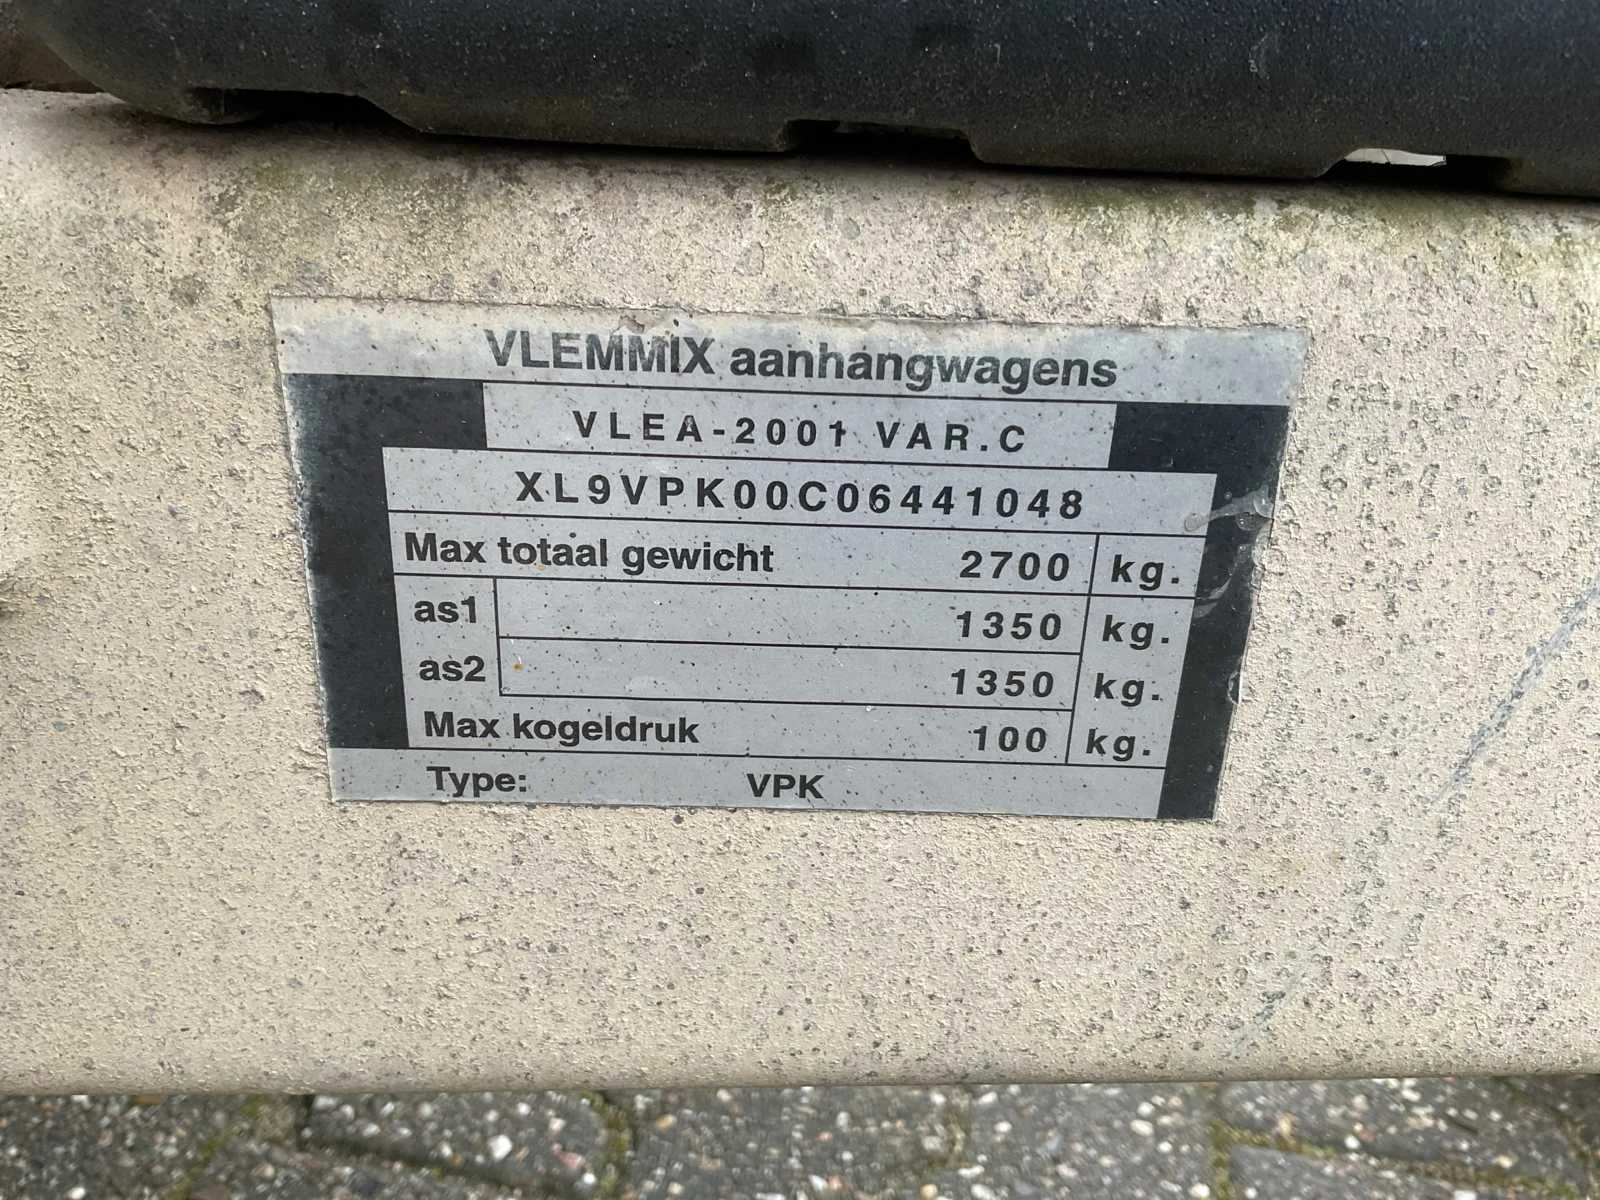 VLEMMIX aanhangwagens
VLEA-2001 VAR.C
XL9VPK00C06441048
Max totaal gewicht 2700 kg.
as1 1350 kg.
as2 1350 kg.
Max kogeldruk 100 kg.
Type: VPK